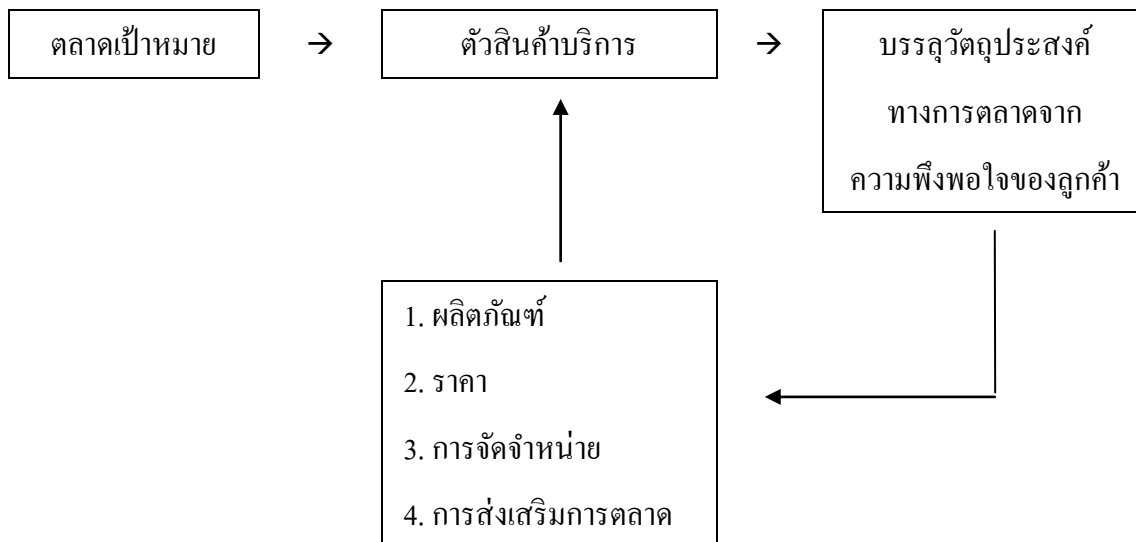 ตลาดเป้าหมาย → ตัวสินค้าบริการ → บรรลุวัตถุประสงค์
ทางการตลาดจาก
ความพึงพอใจของลูกค้า
1. ผลิตภัณฑ์
2. ราคา
3. การจัดจำหน่าย
4. การส่งเสริมการตลาด